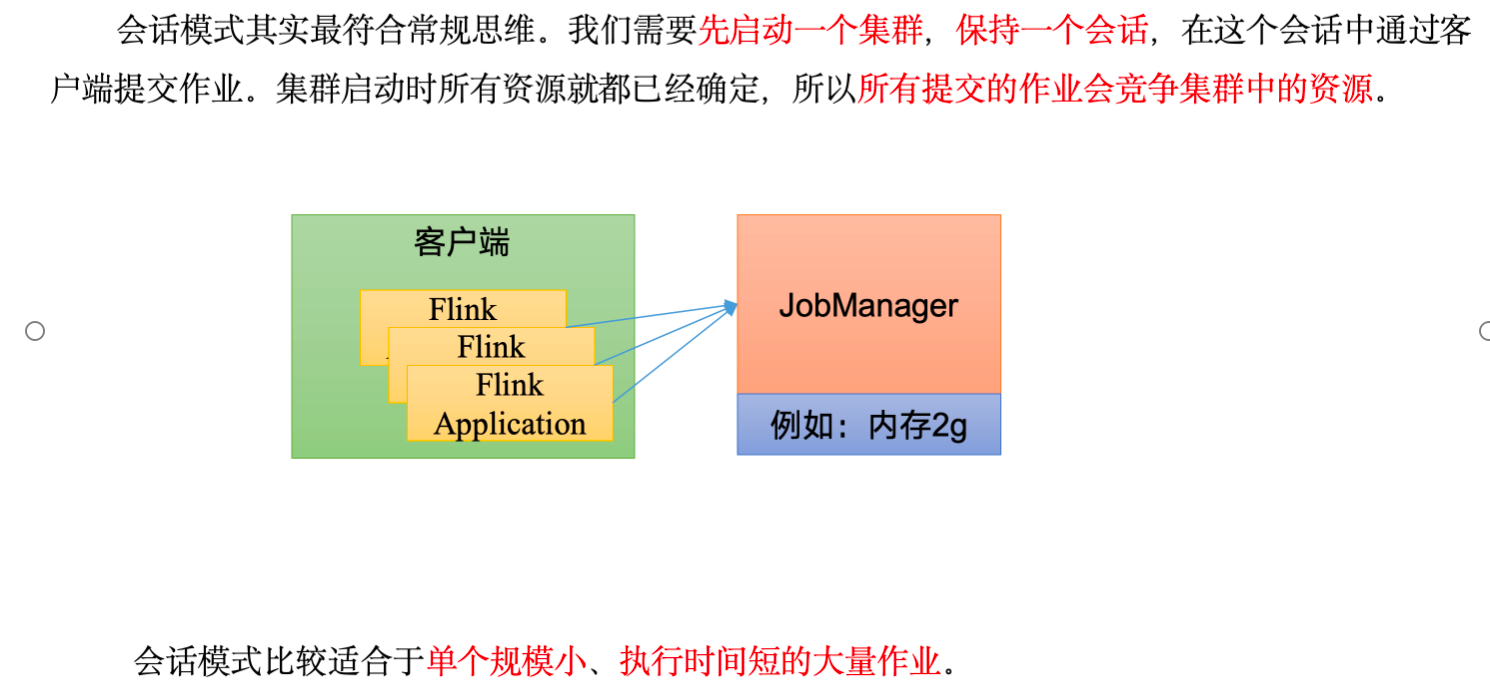 会话模式其实最符合常规思维。我们需要先启动一个集群，保持一个会话，在这个会话中通过客
户端提交作业。集群启动时所有资源就都已经确定，所以所有提交的作业会竞争集群中的资源。
客户端
Flink
Flink
Flink
Application
JobManager
例如：内存2g
会话模式比较适合于单个规模小、执行时间短的大量作业。